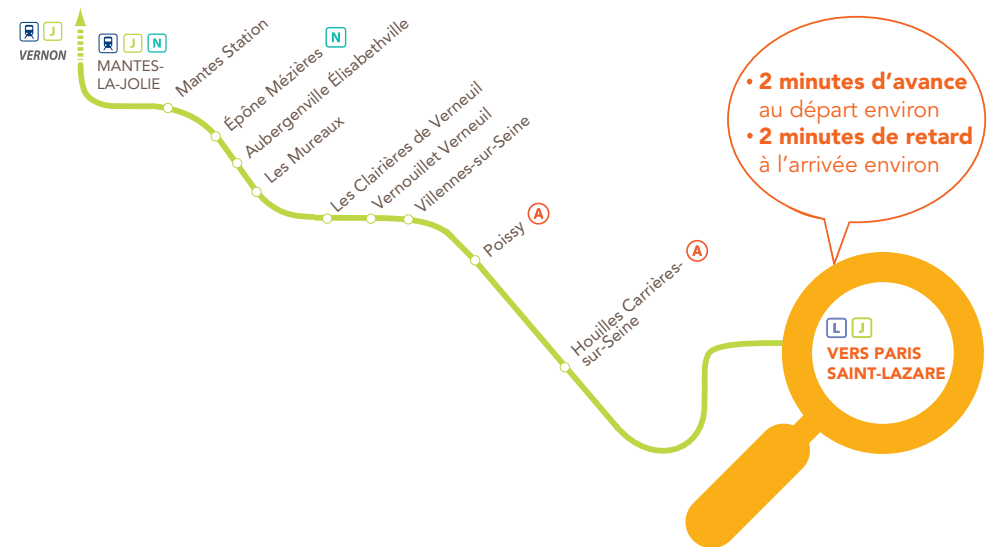 J
VERNON
J N
MANTES-
LA-JOLIE
Mantes Station
Épône Mézières N
Aubergenville Élisabethville
Les Mureaux
Les Clairières de Verneuil
Vernouillet Verneuil
Villennes-sur-Seine
Poissy A
Houilles Carrières-
sur-Seine A
• 2 minutes d’avance
au départ environ
• 2 minutes de retard
à l’arrivée environ
L J
VERS PARIS
SAINT-LAZARE